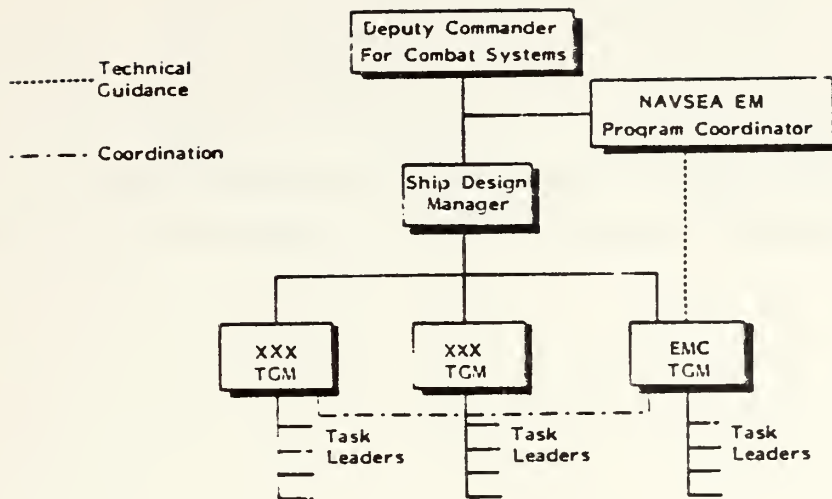 Deputy Commander
For Combat Systems
Technical
Guidance
NAVSEA EM
Program Coordinator
Coordination
Ship Design
Manager
XXX
TGM
XXX
TGM
EMC
TGM
Task
Leaders
Task
Leaders
Task
Leaders